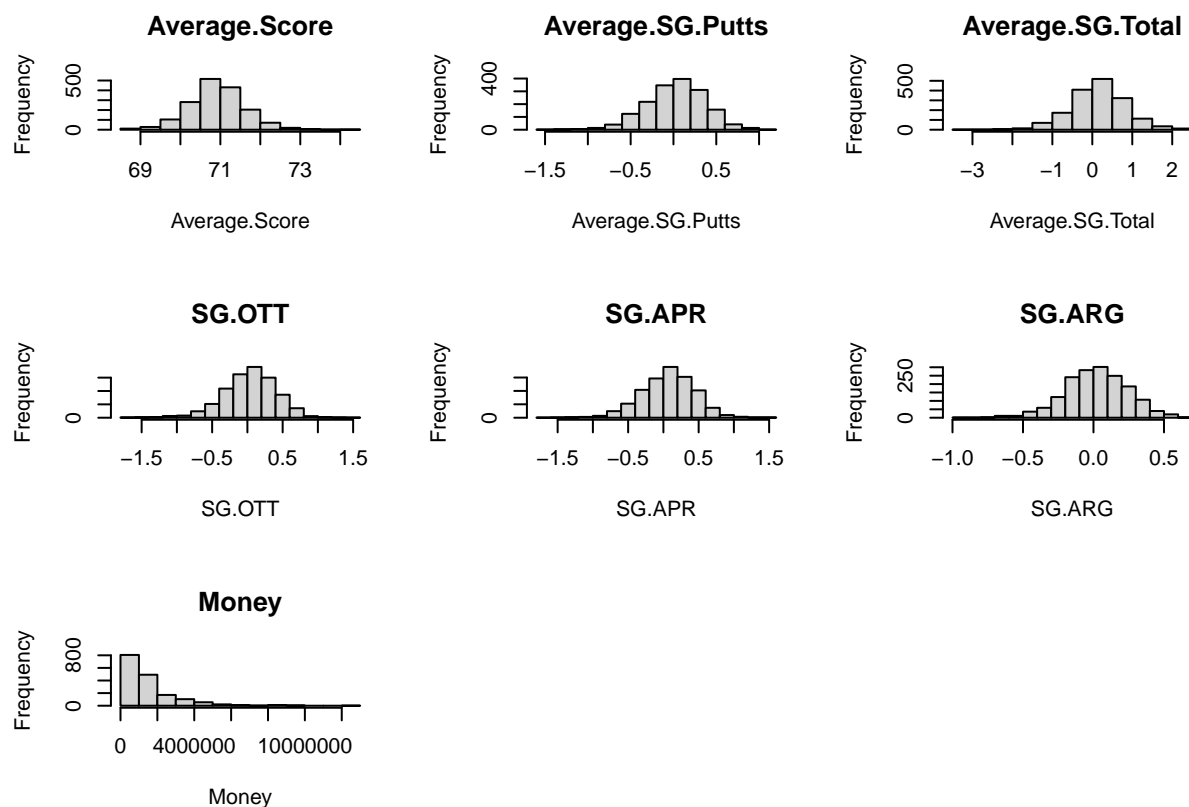 Average.Score
Frequency
0 500
69 71 73
Average.Score
Average.SG.Putts
Frequency
0 400
−1.5 −0.5 0.5
Average.SG.Putts
Average.SG.Total
Frequency
0 500
−3 −1 0 1 2
Average.SG.Total
SG.OTT
Frequency
0
−1.5 −0.5 0.5 1.5
SG.OTT
SG.APR
Frequency
0
−1.5 −0.5 0.5 1.5
SG.APR
SG.ARG
Frequency
0 250
−1.0 −0.5 0.0 0.5
SG.ARG
Money
Frequency
0 800
0 4000000 10000000
Money